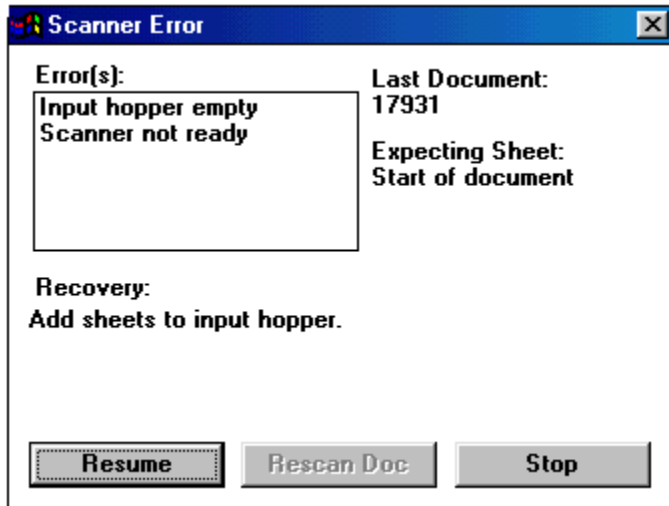 Scanner Error
Error(s):
Input hopper empty
Scanner not ready
Last Document:
17931
Expecting Sheet:
Start of document
Recovery:
Add sheets to input hopper.
Resume
Rescan Doc
Stop